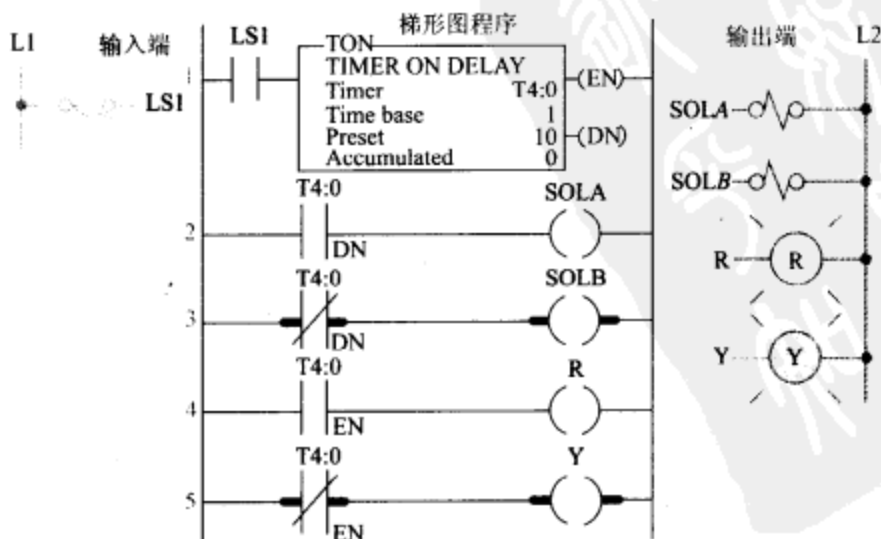 梯形图程序
L1 输入端 LS1 输出端 L2
TON
1 TIMER ON DELAY (EN)
LS1 Timer T4:0
Time base 1
Preset 10 (DN)
Accumulated 0
SOLA
SOLB
T4:0 SOLA
2 DN
T4:0 SOLB
3 DN
R R
T4:0 R
4 EN
Y Y
T4:0 Y
5 EN